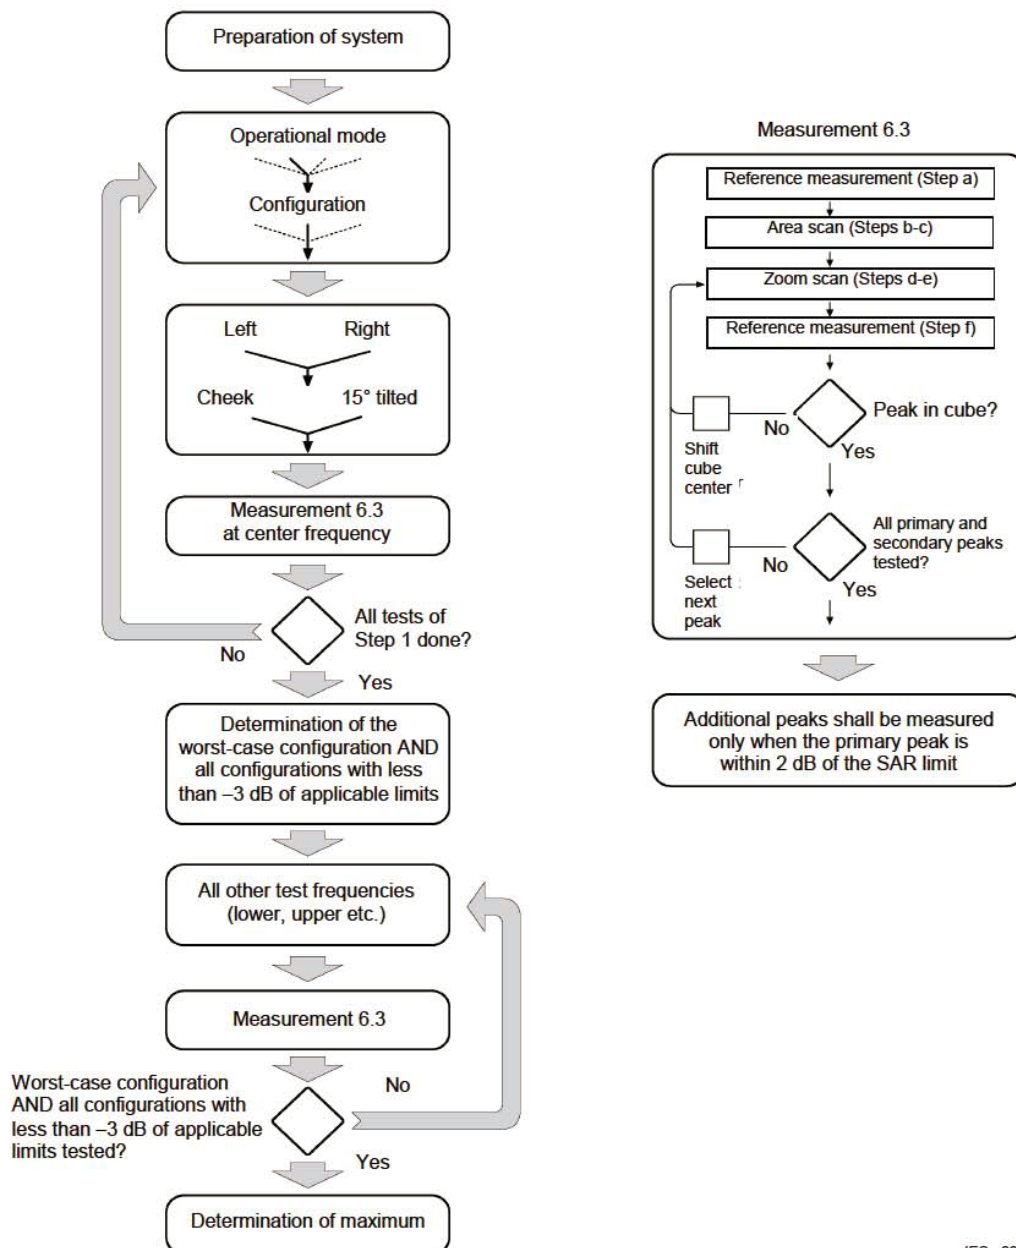 Preparation of system
Operational mode
Configuration
Left Right
Cheek 15° tilted
Measurement 6.3
at center frequency
All tests of
Step 1 done?
No
Yes
Determination of the
worst-case configuration AND
all configurations with less
than –3 dB of applicable limits
All other test frequencies
(lower, upper etc.)
Measurement 6.3
Worst-case configuration
AND all configurations with
less than –3 dB of applicable
limits tested?
No
Yes
Determination of maximum
Measurement 6.3
Reference measurement (Step a)
Area scan (Steps b-c)
Zoom scan (Steps d-e)
Reference measurement (Step f)
Peak in cube?
No
Yes
Shift
cube
center
All primary and
secondary peaks
tested?
No
Yes
Select
next
peak
Additional peaks shall be measured
only when the primary peak is
within 2 dB of the SAR limit